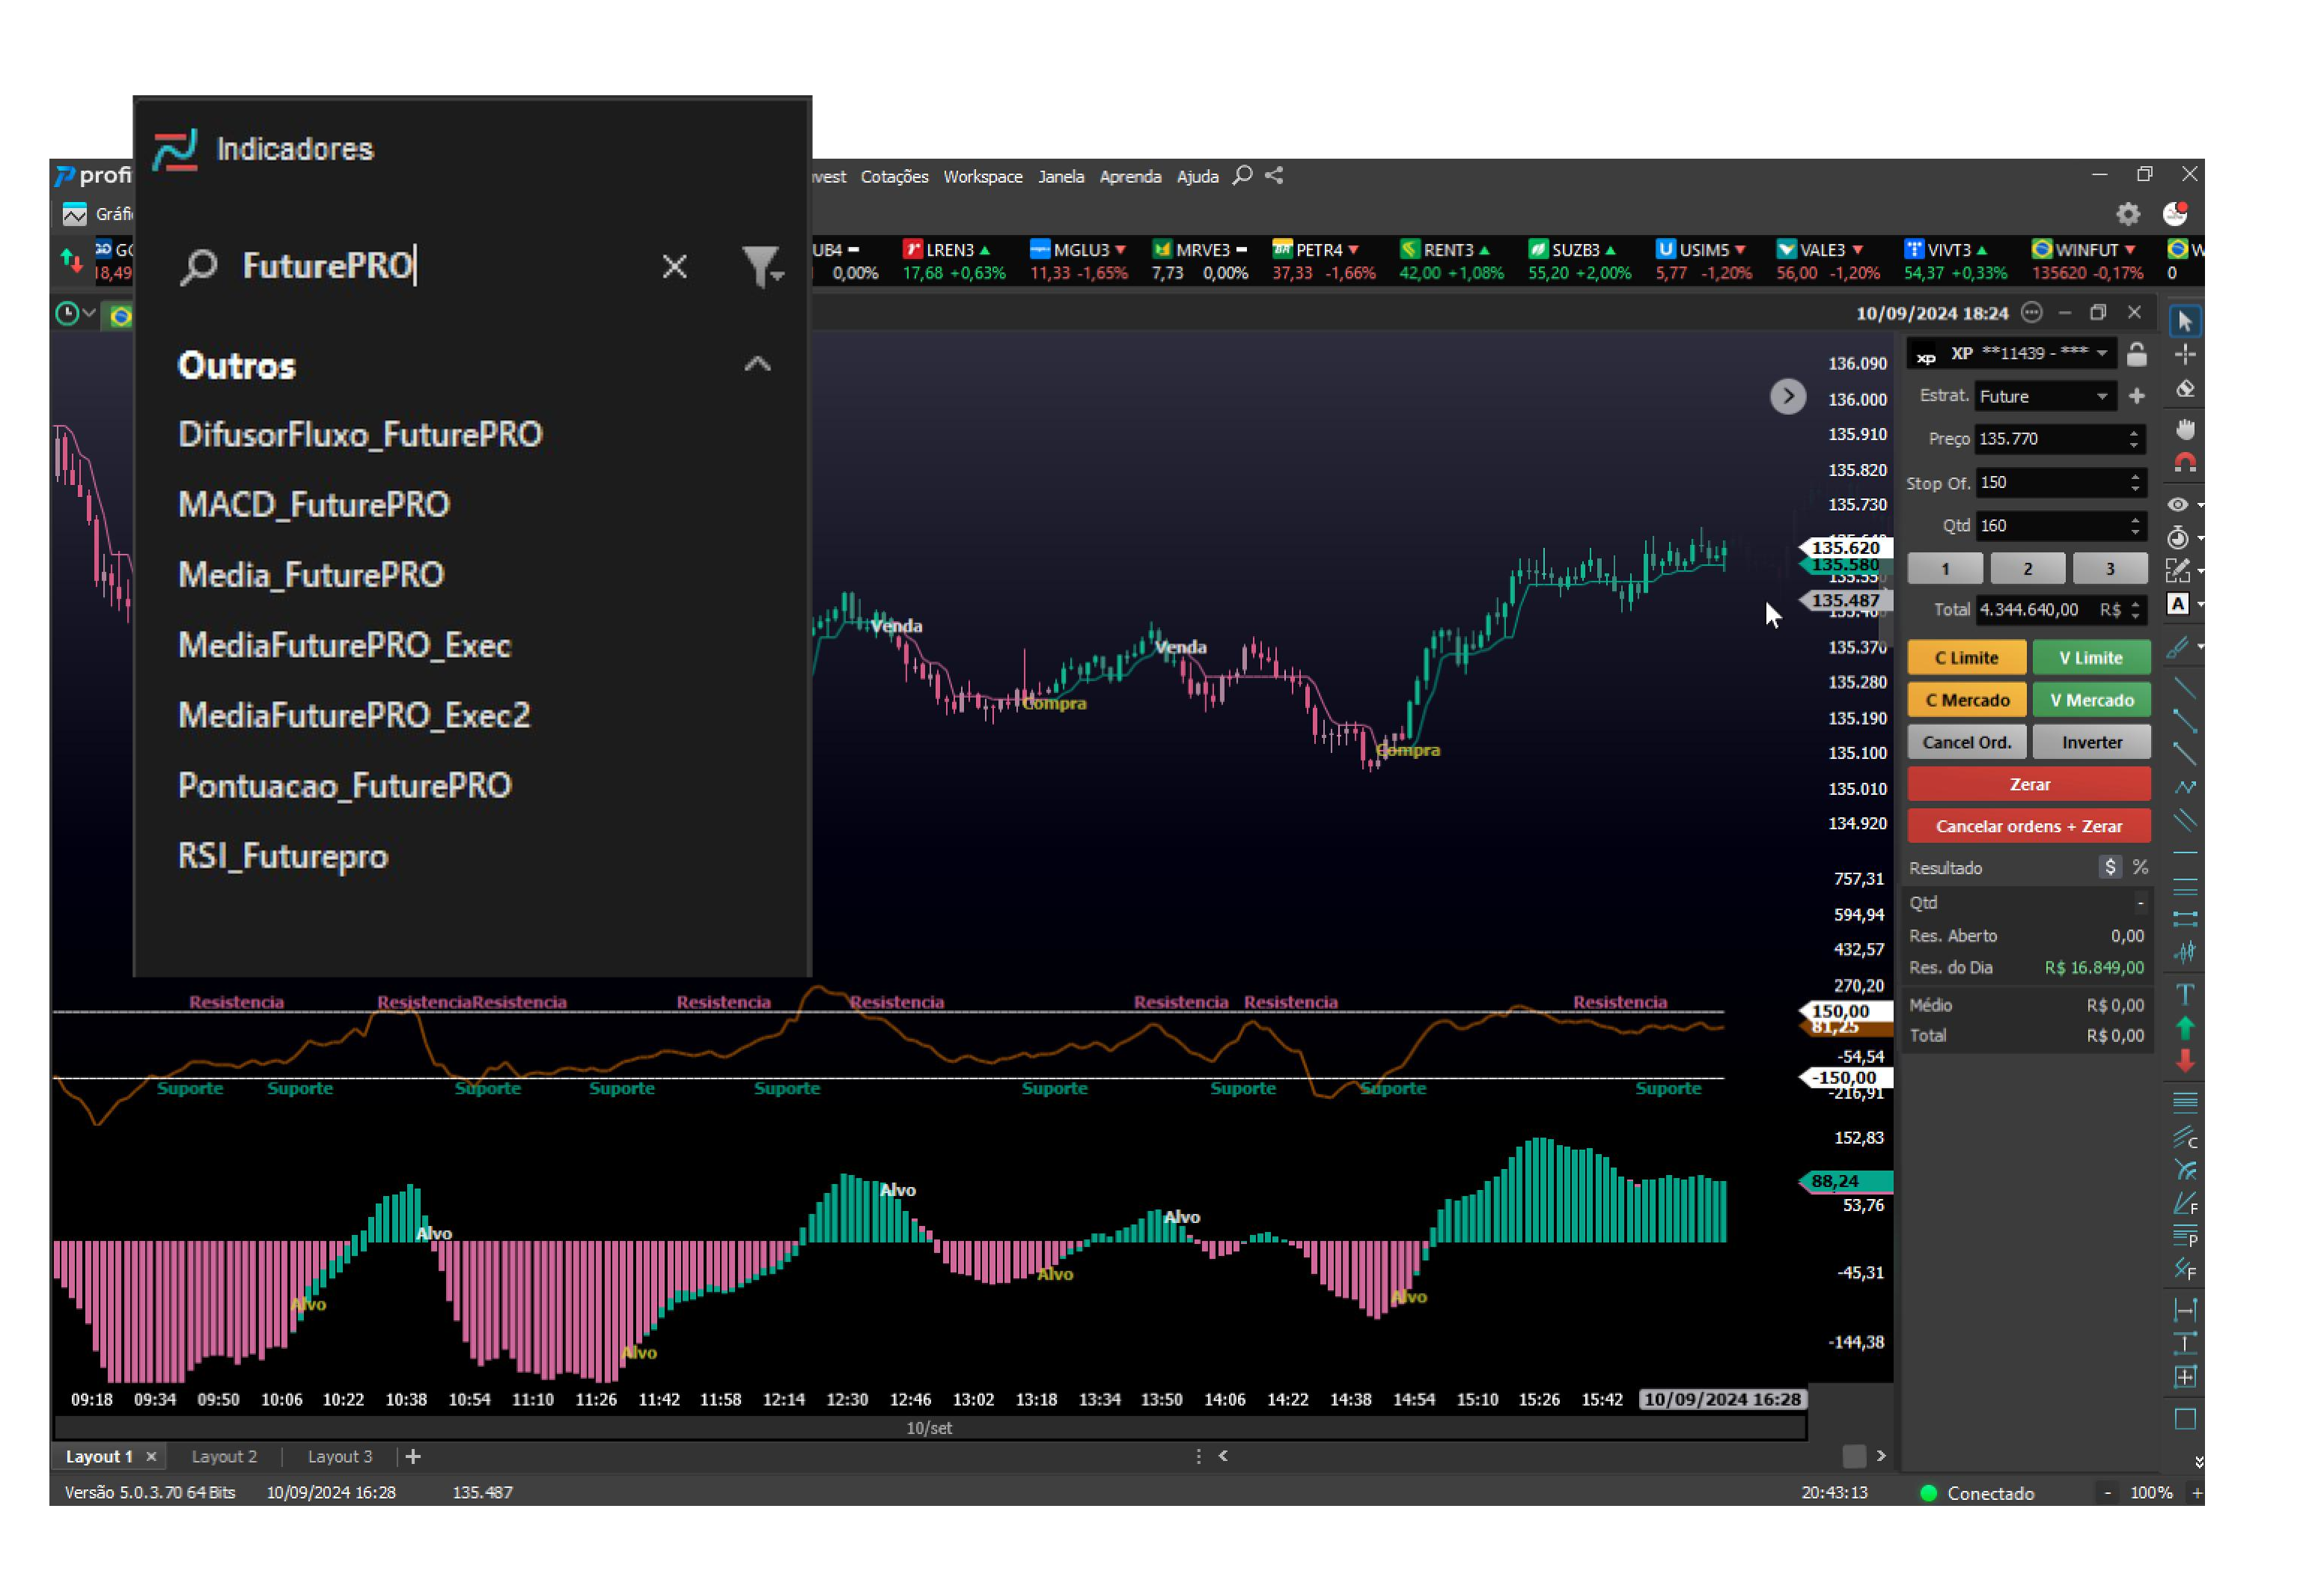 Indicadores
FuturePRO
Outros
DifusorFluxo_FuturePRO
MACD_FuturePRO
Media_FuturePRO
MediaFuturePRO_Exec
MediaFuturePRO_Exec2
Pontuacao_FuturePRO
RSI_Futurepro
Cotações Workspace Janela Aprenda Ajuda
LREN3 MGLU3 MRVE3 PETR4 RENT3 SUZB3 USIM5 VALE3 VIVT3 WINFUT
18,49 0,00% 17,68 +0,63% 11,33 -1,65% 7,73 0,00% 37,33 -1,66% 42,00 +1,08% 55,20 +2,00% 5,77 -1,20% 56,00 -1,20% 54,37 +0,33% 135620 -0,17% 0
10/09/2024 18:24
136.090
136.000
135.910
135.820
135.730
135.620
135.580
135.487
135.370
135.280
135.190
135.100
135.010
134.920
Venda
Venda
Compra
Compra
757,31
594,94
432,57
270,20
150,00
81,25
-54,54
-150,00
-216,91
Resistencia ResistenciaResistencia Resistencia Resistencia Resistencia Resistencia Resistencia
Suporte Suporte Suporte Suporte Suporte Suporte Suporte Suporte Suporte
152,83
88,24
53,76
-45,31
-144,38
Alvo
Alvo
Alvo
Alvo
Alvo
Alvo
Alvo
09:18 09:34 09:50 10:06 10:22 10:38 10:54 11:10 11:26 11:42 11:58 12:14 12:30 12:46 13:02 13:18 13:34 13:50 14:06 14:22 14:38 14:54 15:10 15:26 15:42 10/09/2024 16:28
10/set
XP XP **11439 - ***
Estrat. Future
Preço 135.770
Stop Of. 150
Qtd 160
1 2 3
Total 4.344.640,00 R$
C Limite V Limite
C Mercado V Mercado
Cancel Ord. Inverter
Zerar
Cancelar ordens + Zerar
Resultado $ %
Qtd -
Res. Aberto 0,00
Res. do Dia R$ 16.849,00
Médio R$ 0,00
Total R$ 0,00
Layout 1 Layout 2 Layout 3
Versão 5.0.3.70 64 Bits 10/09/2024 16:28 135.487 20:43:13 Conectado - 100% +